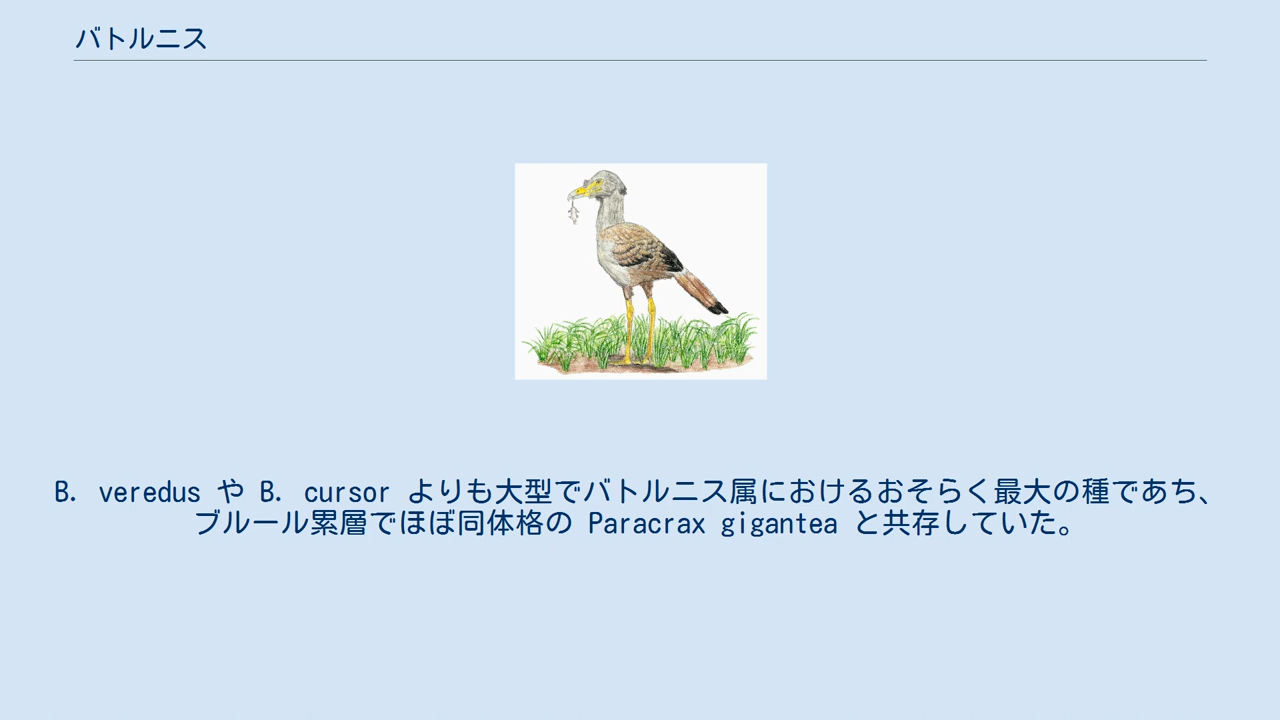 バトルニス
B. veredus や B. cursor よりも大型でバトルニス属におけるおそらく最大の種であち、
ブルール累層でほぼ同体格の Paracrax gigantea と共存していた。